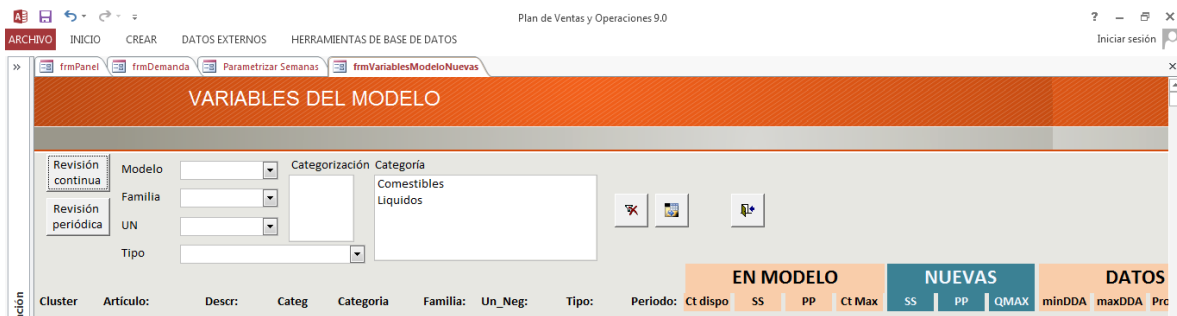 Plan de Ventas y Operaciones 9.0
ARCHIVO INICIO CREAR DATOS EXTERNOS HERRAMIENTAS DE BASE DE DATOS Iniciar sesión
frmPanel frmDemanda Parametrizar Semanas frmVariablesModeloNuevas
VARIABLES DEL MODELO
Revisión continua
Revisión periódica
Modelo
Familia
UN
Tipo
Categorización Categoría
Comestibles
Liquidos
EN MODELO NUEVAS DATOS
Cluster Artículo: Descr: Categ Categoria Familia: Un_Neg: Tipo: Periodo: Ct dispo SS PP Ct Max SS PP QMAX minDDA maxDDA Pro
ción